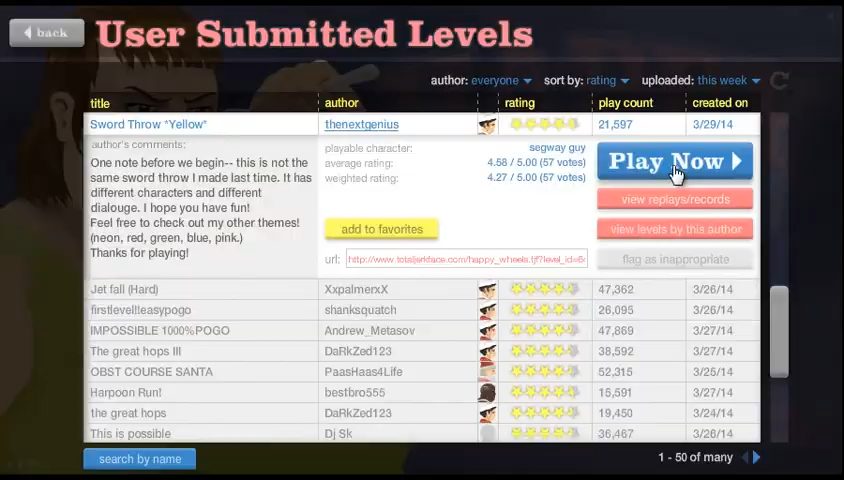 back
User Submitted Levels
author: everyone sort by: rating uploaded: this week
title author rating play count created on
Sword Throw *Yellow* thenextgenius 21,597 3/29/14
author's comments:
One note before we begin-- this is not the
same sword throw I made last time. It has
different characters and different
dialouge. I hope you have fun!
Feel free to check out my other themes!
(neon, red, green, blue, pink.)
Thanks for playing!
playable character: segway guy
average rating: 4.58 / 5.00 (57 votes)
weighted rating: 4.27 / 5.00 (57 votes)
add to favorites
url: http://www.totaljerkface.com/happy_wheels.tjf?level_id=6
Play Now
view replays/records
view levels by this author
flag as inappropriate
Jet fall (Hard) XxpalmerxX 47,362 3/26/14
firstlevel!easypogo shanksquatch 26,095 3/26/14
IMPOSSIBLE 1000%POGO Andrew_Metasov 47,869 3/27/14
The great hops III DaRkZed123 38,592 3/27/14
OBST COURSE SANTA PaasHaas4Life 52,315 3/25/14
Harpoon Run! bestbro555 15,591 3/27/14
the great hops DaRkZed123 19,450 3/24/14
This is possible Dj Sk 36,467 3/26/14
search by name
1 - 50 of many